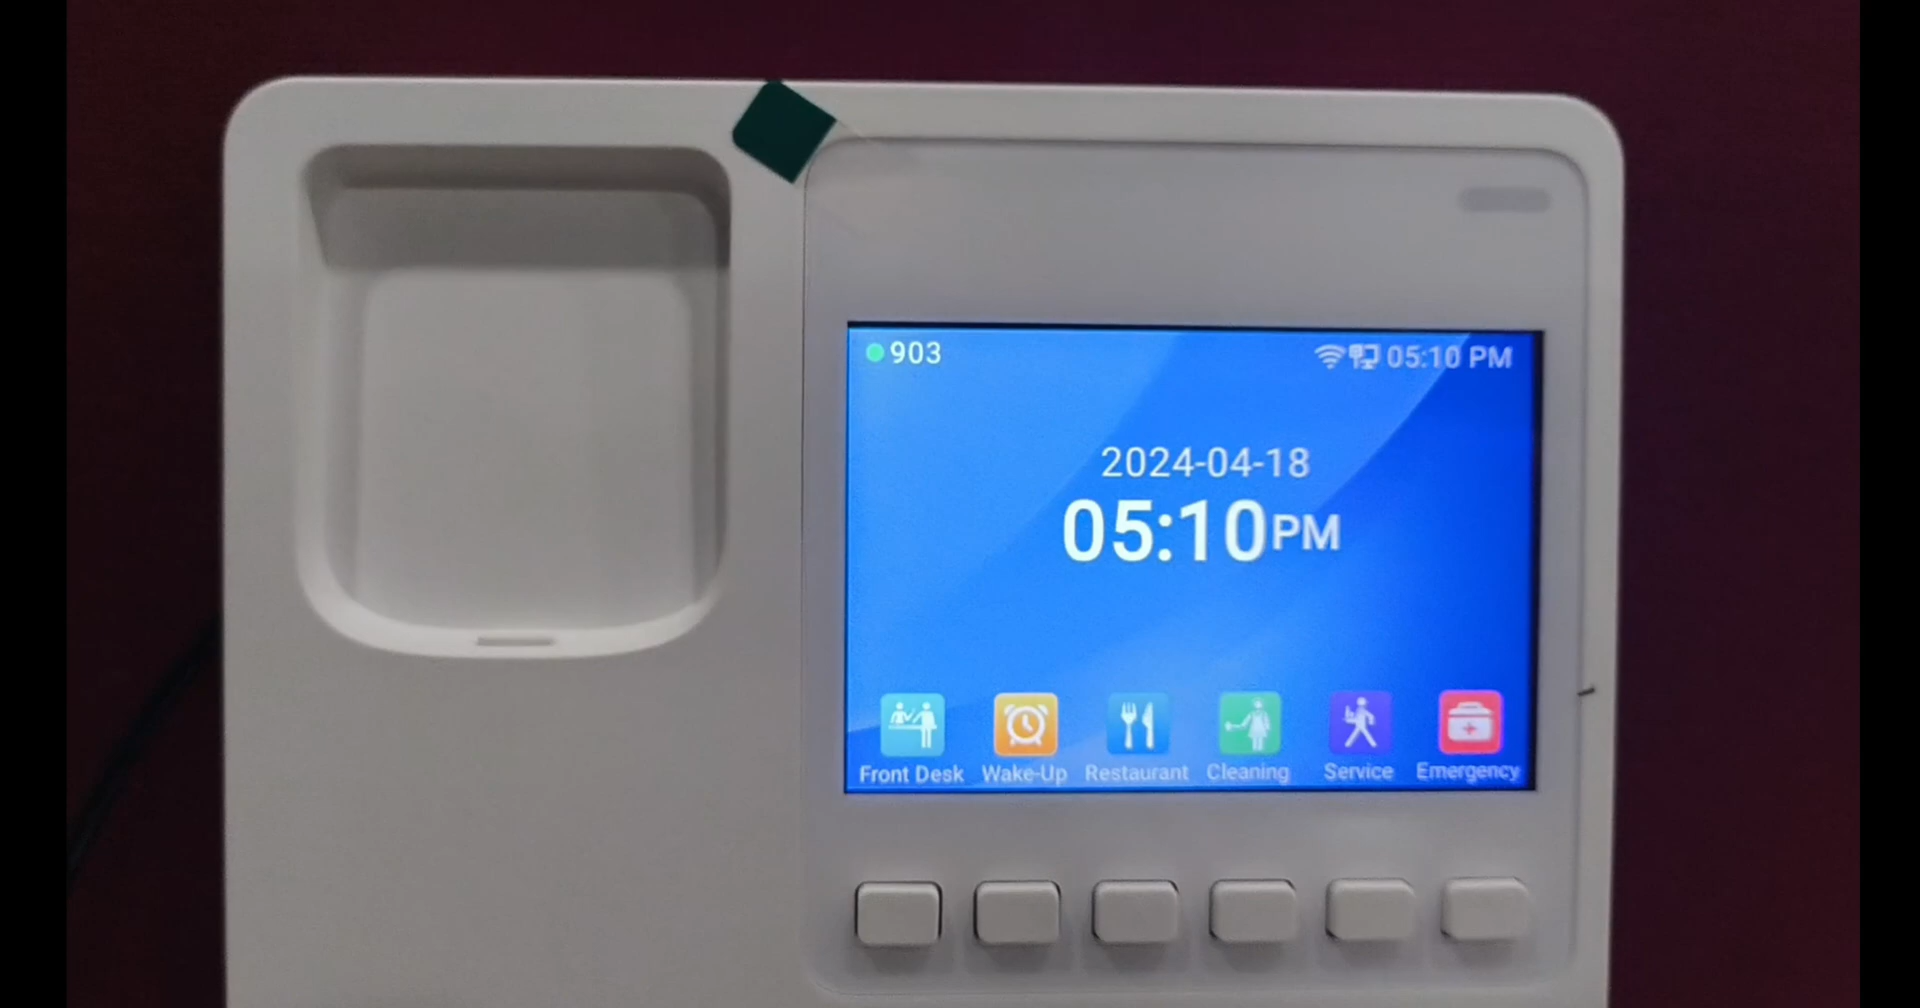 903
05:10 PM
2024-04-18
05:10PM
Front Desk Wake-Up Restaurant Cleaning Service Emergency